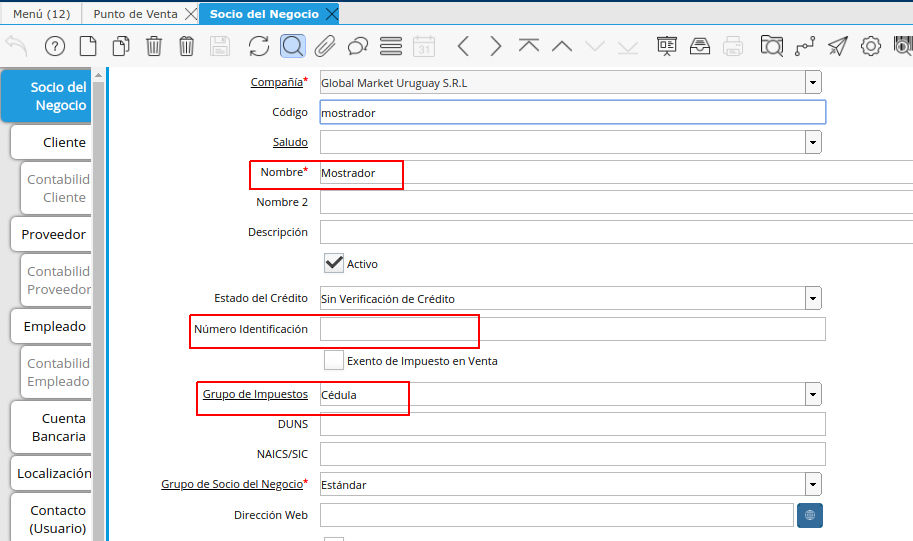 Menú (12)
Punto de Venta
Socio del Negocio
31
Socio del
Negocio
Cliente
Contabilid
Cliente
Proveedor
Contabilid
Proveedor
Empleado
Contabilid
Empleado
Cuenta
Bancaria
Localización
Contacto
(Usuario)
Compañía* Global Market Uruguay S.R.L
Código mostrador
Saludo
Nombre* Mostrador
Nombre 2
Descripción
Activo
Estado del Crédito Sin Verificación de Crédito
Número Identificación
Exento de Impuesto en Venta
Grupo de Impuestos Cédula
DUNS
NAICS/SIC
Grupo de Socio del Negocio* Estándar
Dirección Web